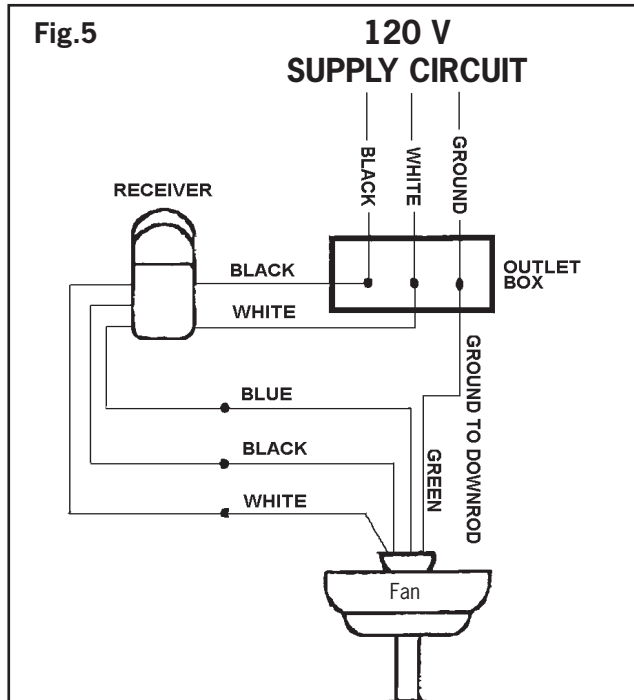 Fig.5
120 V
SUPPLY CIRCUIT
BLACK
WHITE
GROUND
RECEIVER
BLACK
OUTLET
BOX
WHITE
GROUND TO DOWNROD
BLUE
BLACK
GREEN
WHITE
Fan